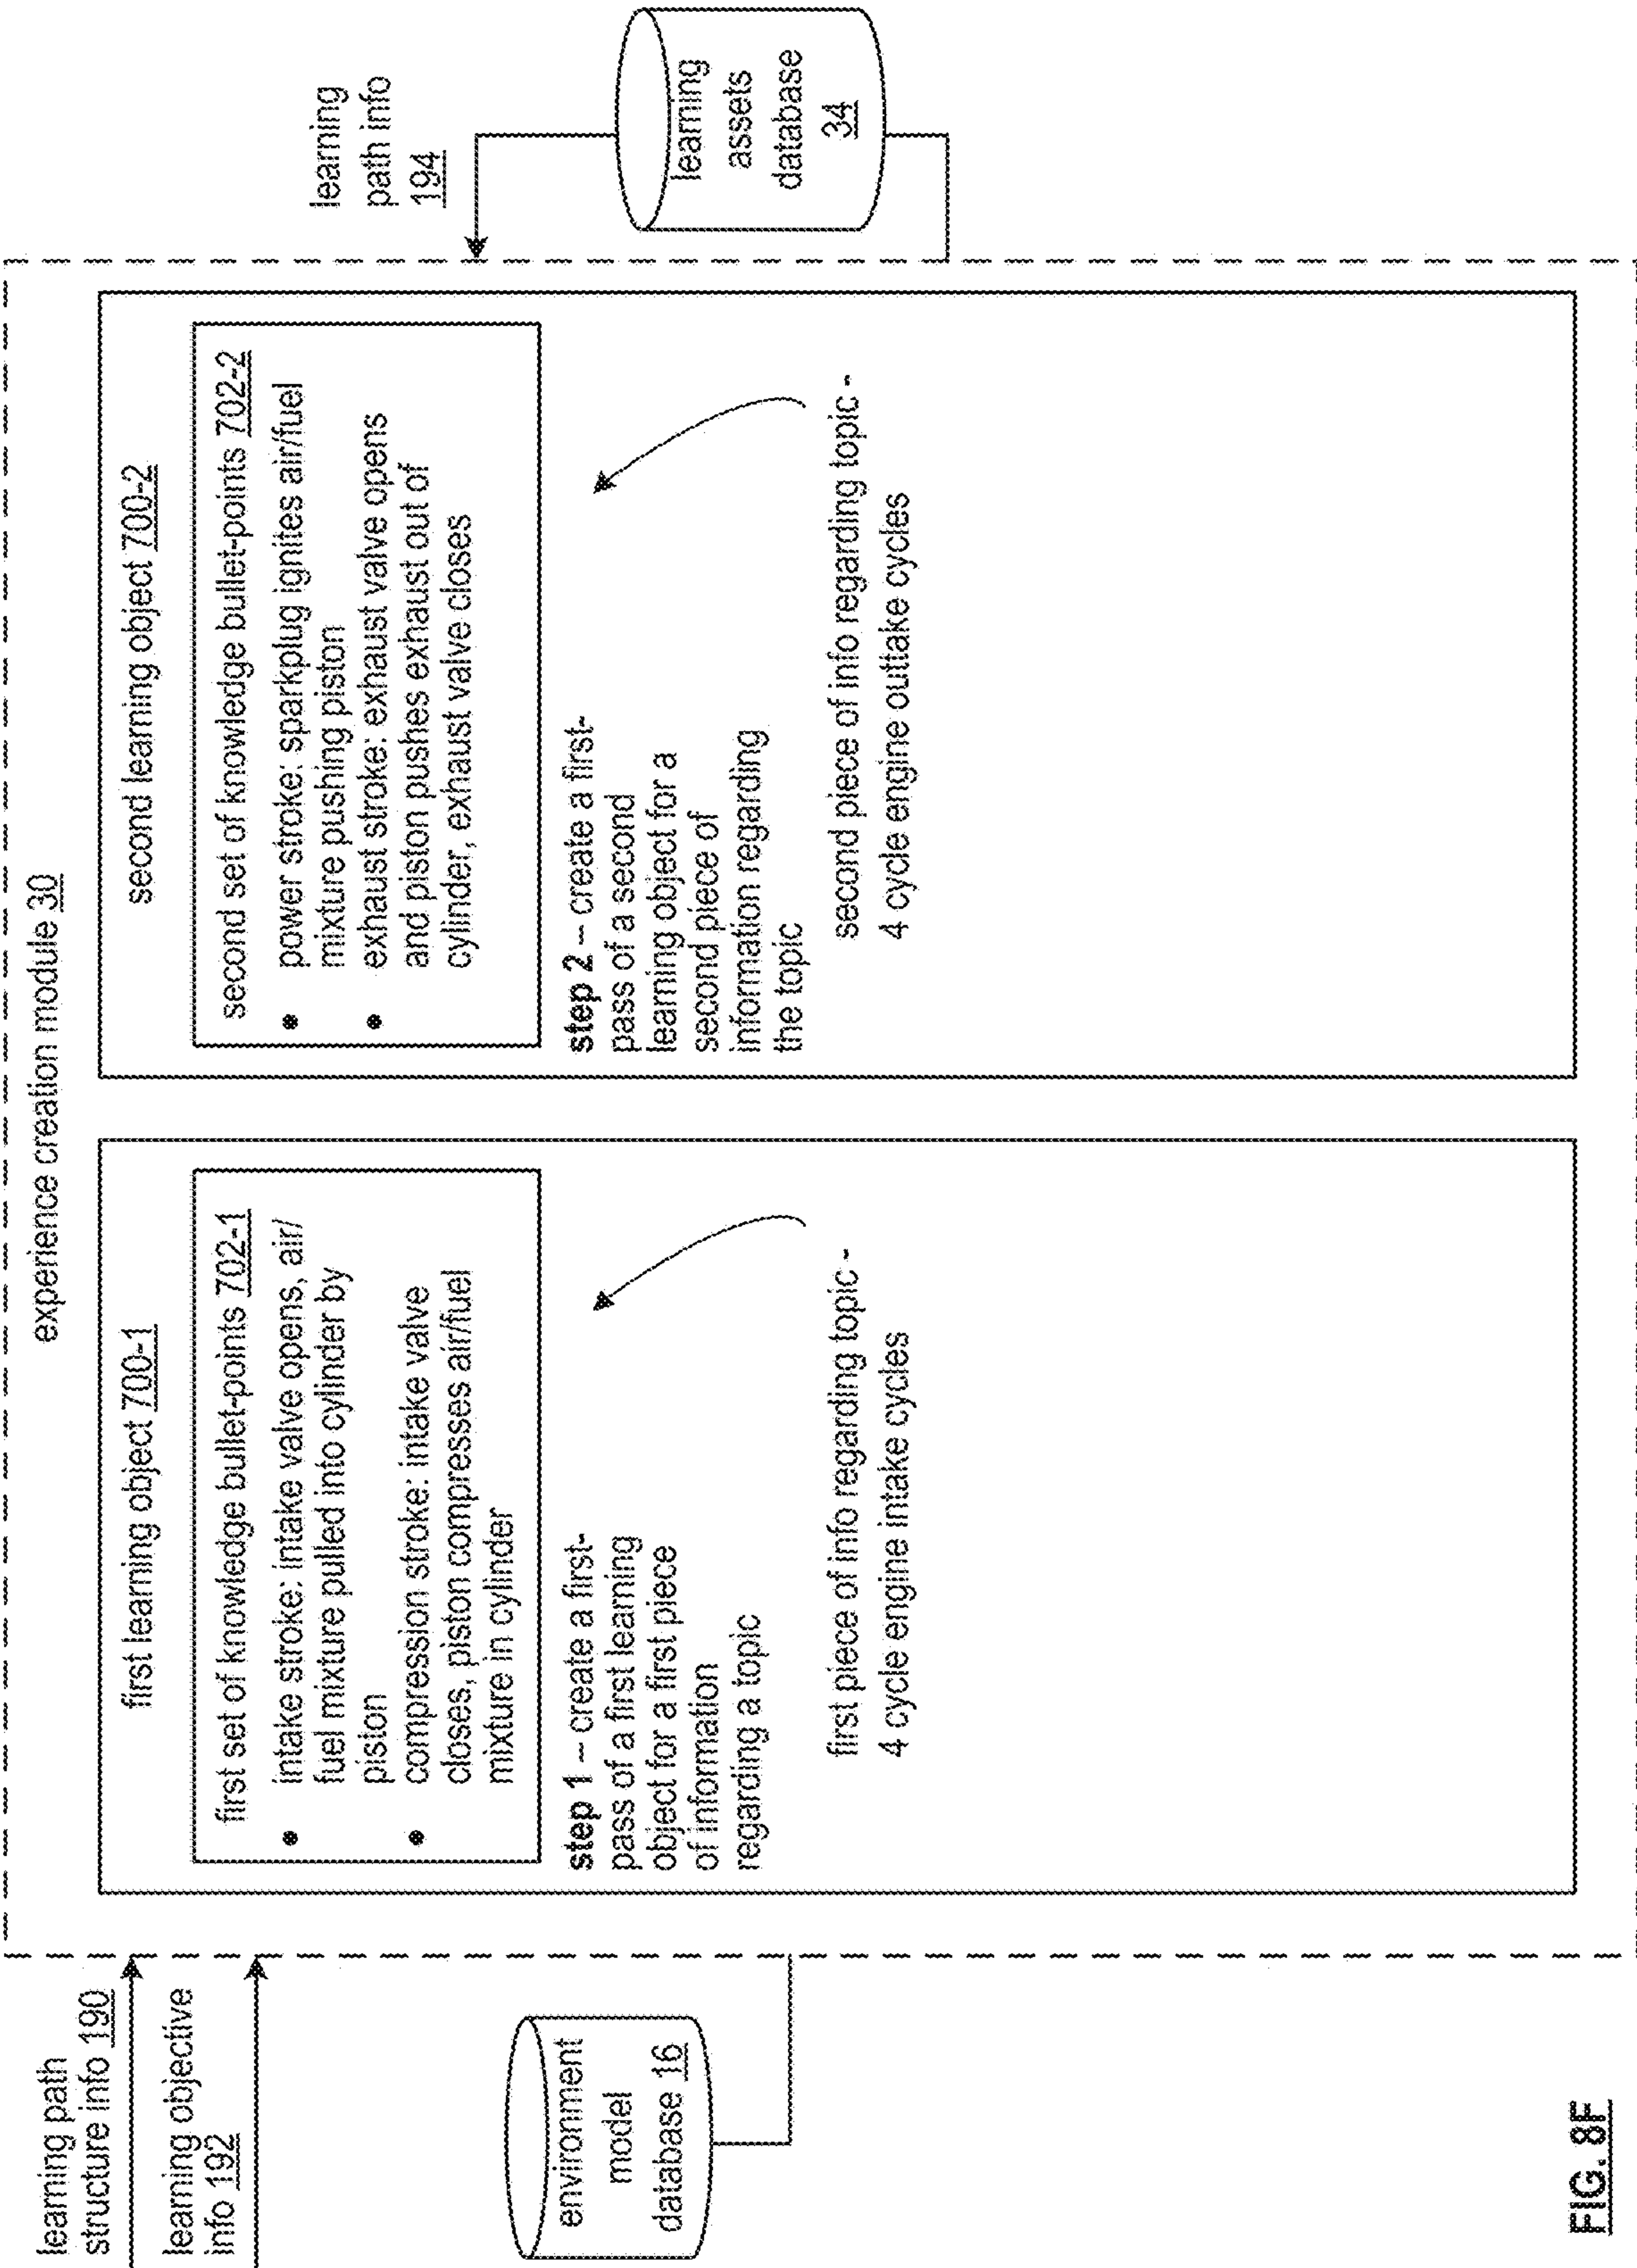 experience creation module 30
learning path
structure info 190
learning objective
info 192
environment
model
database 16
first learning object 700-1
first set of knowledge bullet-points 702-1
• intake stroke: intake valve opens, air/
fuel mixture pulled into cylinder by
piston
• compression stroke: intake valve
closes, piston compresses air/fuel
mixture in cylinder
step 1 – create a first-
pass of a first learning
object for a first piece
of information
regarding a topic
first piece of info regarding topic -
4 cycle engine intake cycles
second learning object 700-2
second set of knowledge bullet-points 702-2
• power stroke: sparkplug ignites air/fuel
mixture pushing piston
• exhaust stroke: exhaust valve opens
and piston pushes exhaust out of
cylinder, exhaust valve closes
step 2 – create a first-
pass of a second
learning object for a
second piece of
information regarding
the topic
second piece of info regarding topic -
4 cycle engine outtake cycles
learning
path info
194
learning
assets
database
34
FIG. 8F